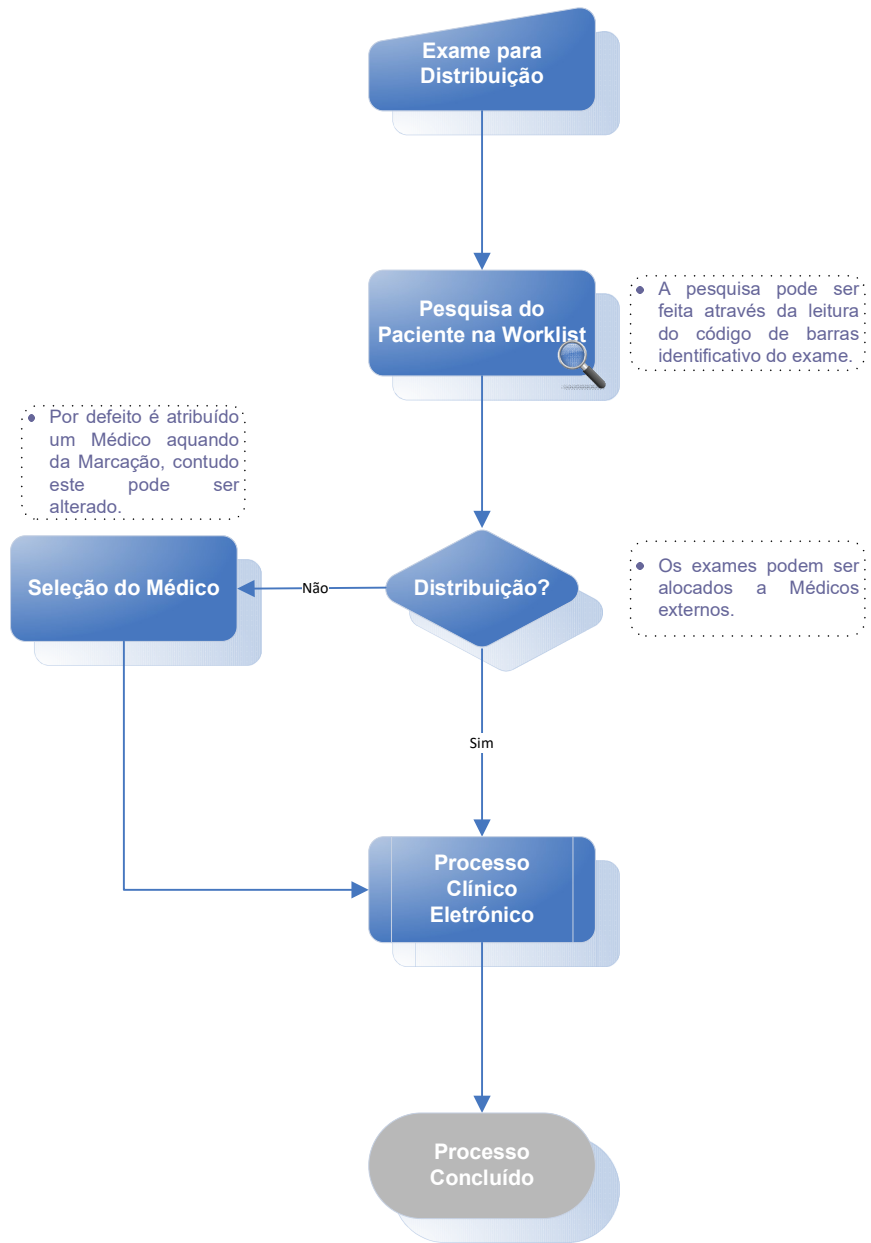 Exame para
Distribuição
Pesquisa do
Paciente na Worklist
• A pesquisa pode ser
feita através da leitura
do código de barras
identificativo do exame.
• Por defeito é atribuído
um Médico aquando
da Marcação, contudo
este pode ser
alterado.
Seleção do Médico
Não
Distribuição?
• Os exames podem ser
alocados a Médicos
externos.
Sim
Processo
Clínico
Eletrónico
Processo
Concluído